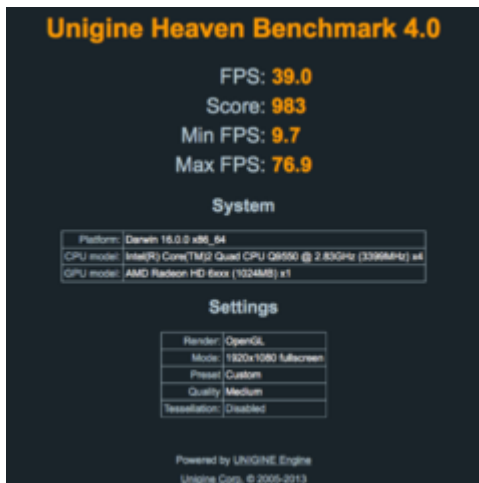 Unigine Heaven Benchmark 4.0
FPS: 39.0
Score: 983
Min FPS: 9.7
Max FPS: 76.9
System
Platform: Darwin 16.0.0 x86_64
CPU model: Intel(R) Core(TM)2 Quad CPU Q9550 @ 2.83GHz (3399MHz) x4
GPU model: AMD Radeon HD 6xxx (1024MB) x1
Settings
Render: OpenGL
Mode: 1920x1080 fullscreen
Preset Custom
Quality Medium
Tessellation: Disabled
Powered by UNIGINE Engine
Unigine Corp. © 2005-2013